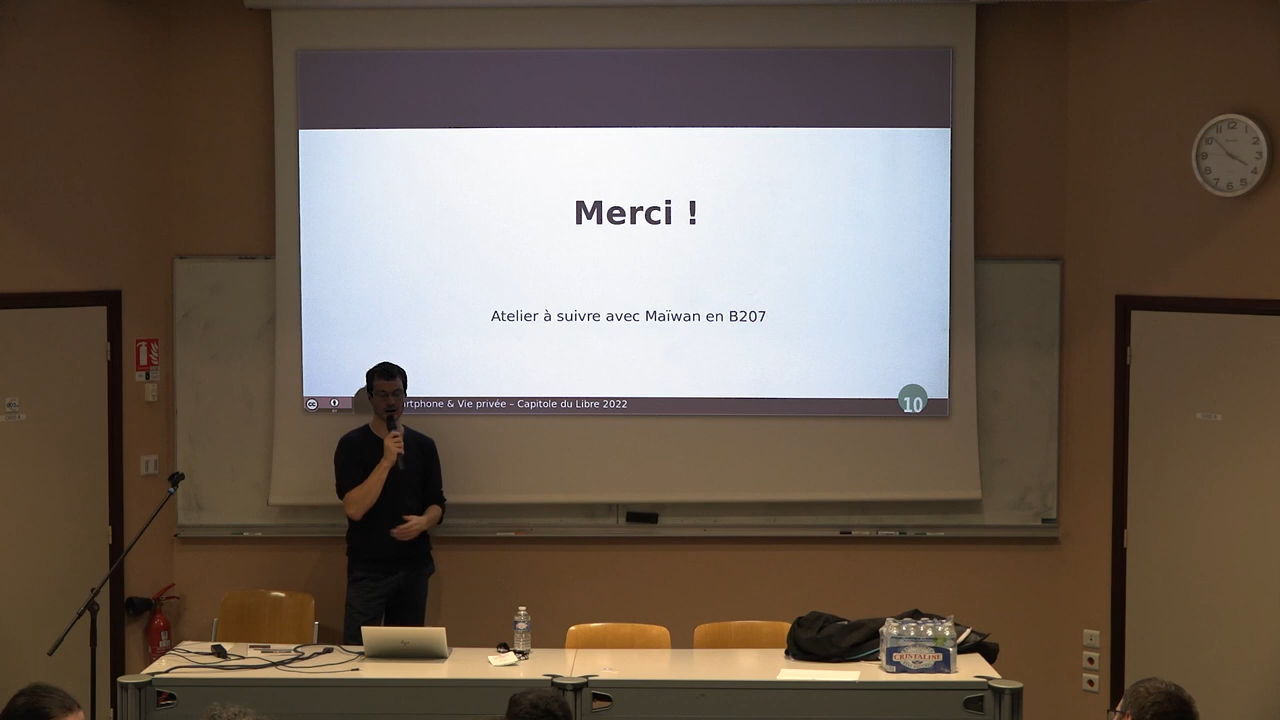 Merci !
Atelier à suivre avec Maïwan en B207
rtphone & Vie privée – Capitole du Libre 2022
10
CRISTALINE